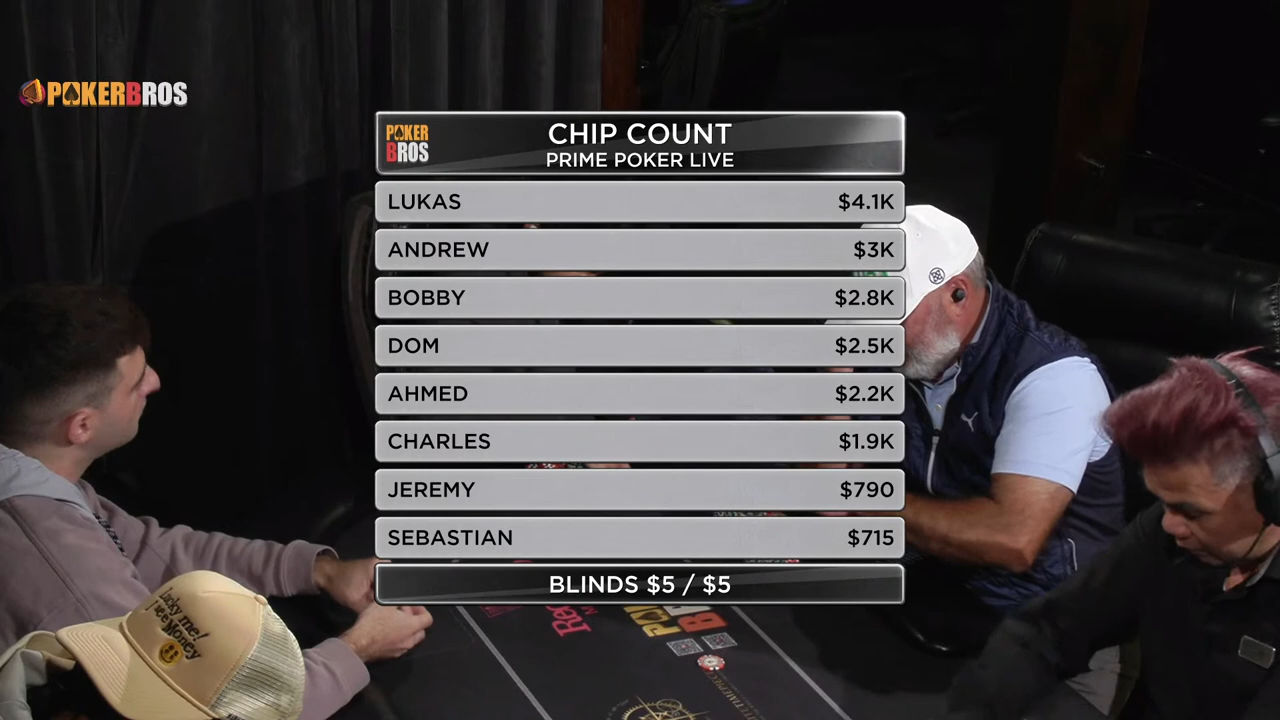 POKERBROS
POKER
BROS
CHIP COUNT
PRIME POKER LIVE
LUKAS $4.1K
ANDREW $3K
BOBBY $2.8K
DOM $2.5K
AHMED $2.2K
CHARLES $1.9K
JEREMY $790
SEBASTIAN $715
BLINDS $5 / $5
Lucky me!
I see Money